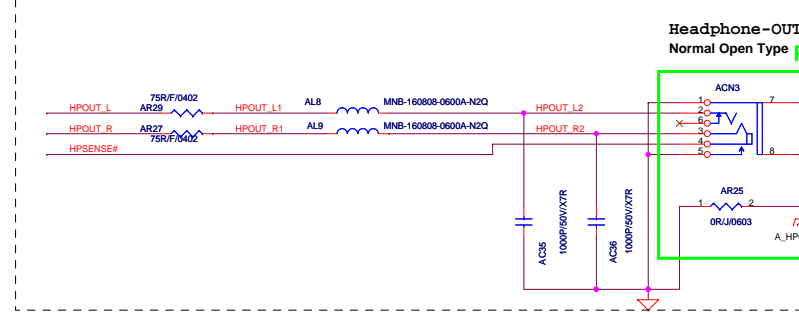 Headphone-OUT
Normal Open Type
ACN3
75R/F/0402
AL8
MNB-160808-0600A-N2Q
1
7
HPOUT_L
AR29
HPOUT_L1
HPOUT_L2
2
6
HPOUT_R
AR27
HPOUT_R1
AL9
MNB-160808-0600A-N2Q
HPOUT_R2
3
75R/F/0402
4
HPSENSE#
5
8
AR25
1
2
0R/J/0603
A_HP
AC35
1000P/50V/X7R
AC36
1000P/50V/X7R